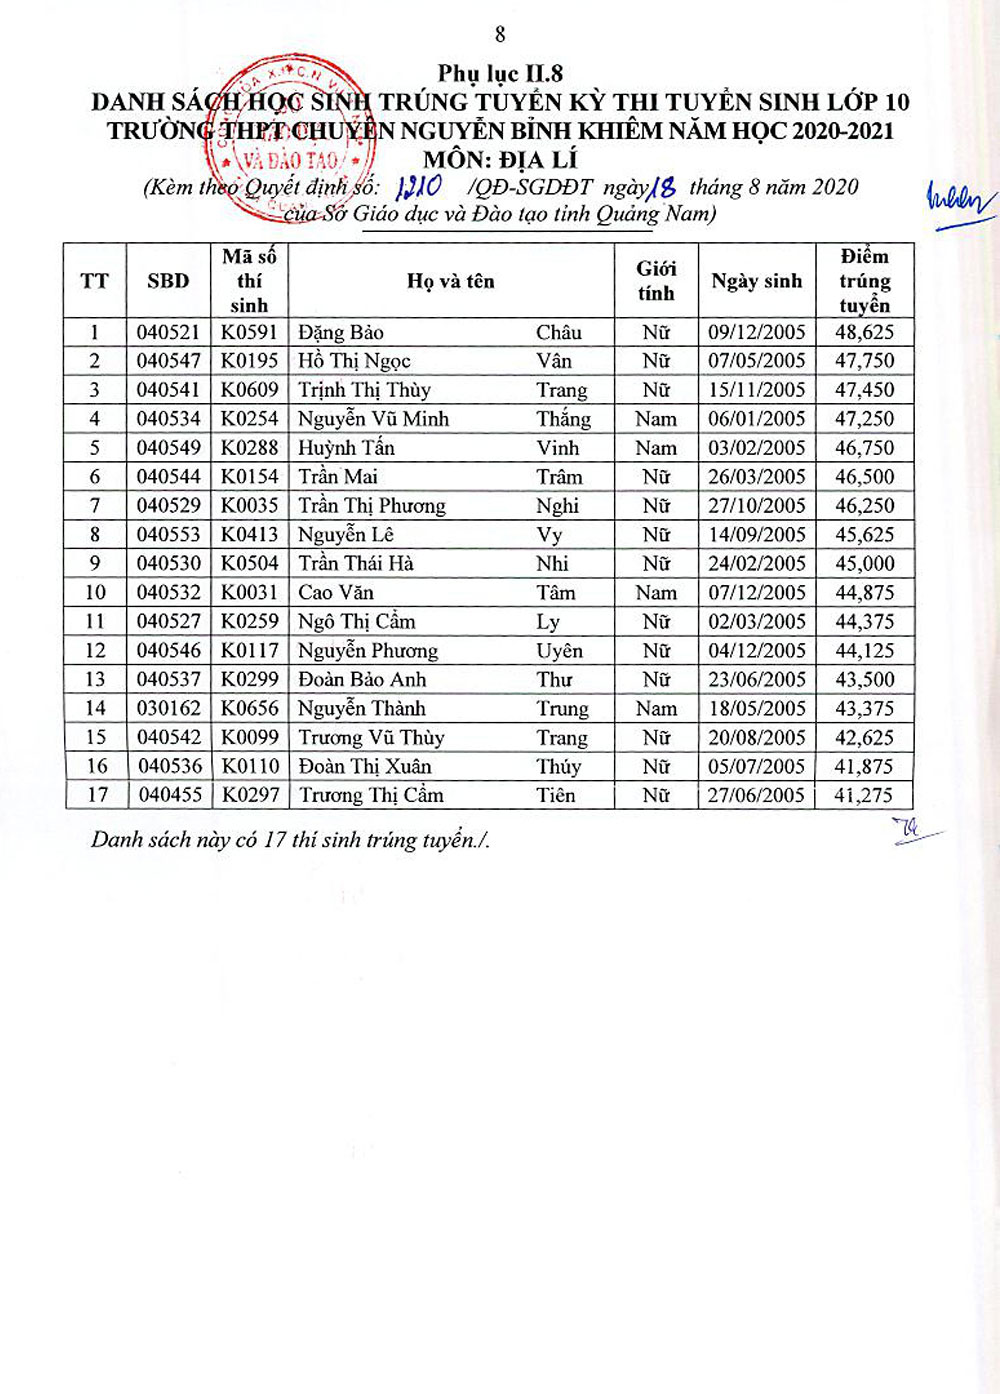 8
Phụ lục II.8
DANH SÁCH HỌC SINH TRÚNG TUYỂN KỲ THI TUYỂN SINH LỚP 10
TRƯỜNG THPT CHUYÊN NGUYỄN BỈNH KHIÊM NĂM HỌC 2020-2021
MÔN: ĐỊA LÍ
(Kèm theo Quyết định số: 1210 /QĐ-SGDĐT ngày 18 tháng 8 năm 2020
của Sở Giáo dục và Đào tạo tỉnh Quảng Nam)
VÀ ĐÀO TẠO
TT SBD Mã số thí sinh Họ và tên Giới tính Ngày sinh Điểm trúng tuyển
1 040521 K0591 Đặng Bảo Châu Nữ 09/12/2005 48,625
2 040547 K0195 Hồ Thị Ngọc Vân Nữ 07/05/2005 47,750
3 040541 K0609 Trịnh Thị Thùy Trang Nữ 15/11/2005 47,450
4 040534 K0254 Nguyễn Vũ Minh Thắng Nam 06/01/2005 47,250
5 040549 K0288 Huỳnh Tấn Vinh Nam 03/02/2005 46,750
6 040544 K0154 Trần Mai Trâm Nữ 26/03/2005 46,500
7 040529 K0035 Trần Thị Phương Nghi Nữ 27/10/2005 46,250
8 040553 K0413 Nguyễn Lê Vy Nữ 14/09/2005 45,625
9 040530 K0504 Trần Thái Hà Nhi Nữ 24/02/2005 45,000
10 040532 K0031 Cao Văn Tâm Nam 07/12/2005 44,875
11 040527 K0259 Ngô Thị Cẩm Ly Nữ 02/03/2005 44,375
12 040546 K0117 Nguyễn Phương Uyên Nữ 04/12/2005 44,125
13 040537 K0299 Đoàn Bảo Anh Thư Nữ 23/06/2005 43,500
14 030162 K0656 Nguyễn Thành Trung Nam 18/05/2005 43,375
15 040542 K0099 Trương Vũ Thùy Trang Nữ 20/08/2005 42,625
16 040536 K0110 Đoàn Thị Xuân Thúy Nữ 05/07/2005 41,875
17 040455 K0297 Trương Thị Cẩm Tiên Nữ 27/06/2005 41,275
Danh sách này có 17 thí sinh trúng tuyển./.